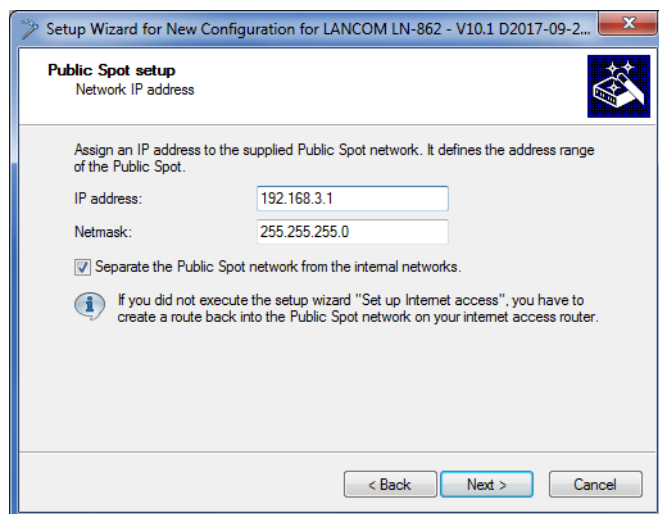 Setup Wizard for New Configuration for LANCOM LN-862 - V10.1 D2017-09-2...
Public Spot setup
Network IP address
Assign an IP address to the supplied Public Spot network. It defines the address range
of the Public Spot.
IP address: 192.168.3.1
Netmask: 255.255.255.0
Separate the Public Spot network from the internal networks.
If you did not execute the setup wizard "Set up Internet access", you have to
create a route back into the Public Spot network on your internet access router.
< Back Next > Cancel